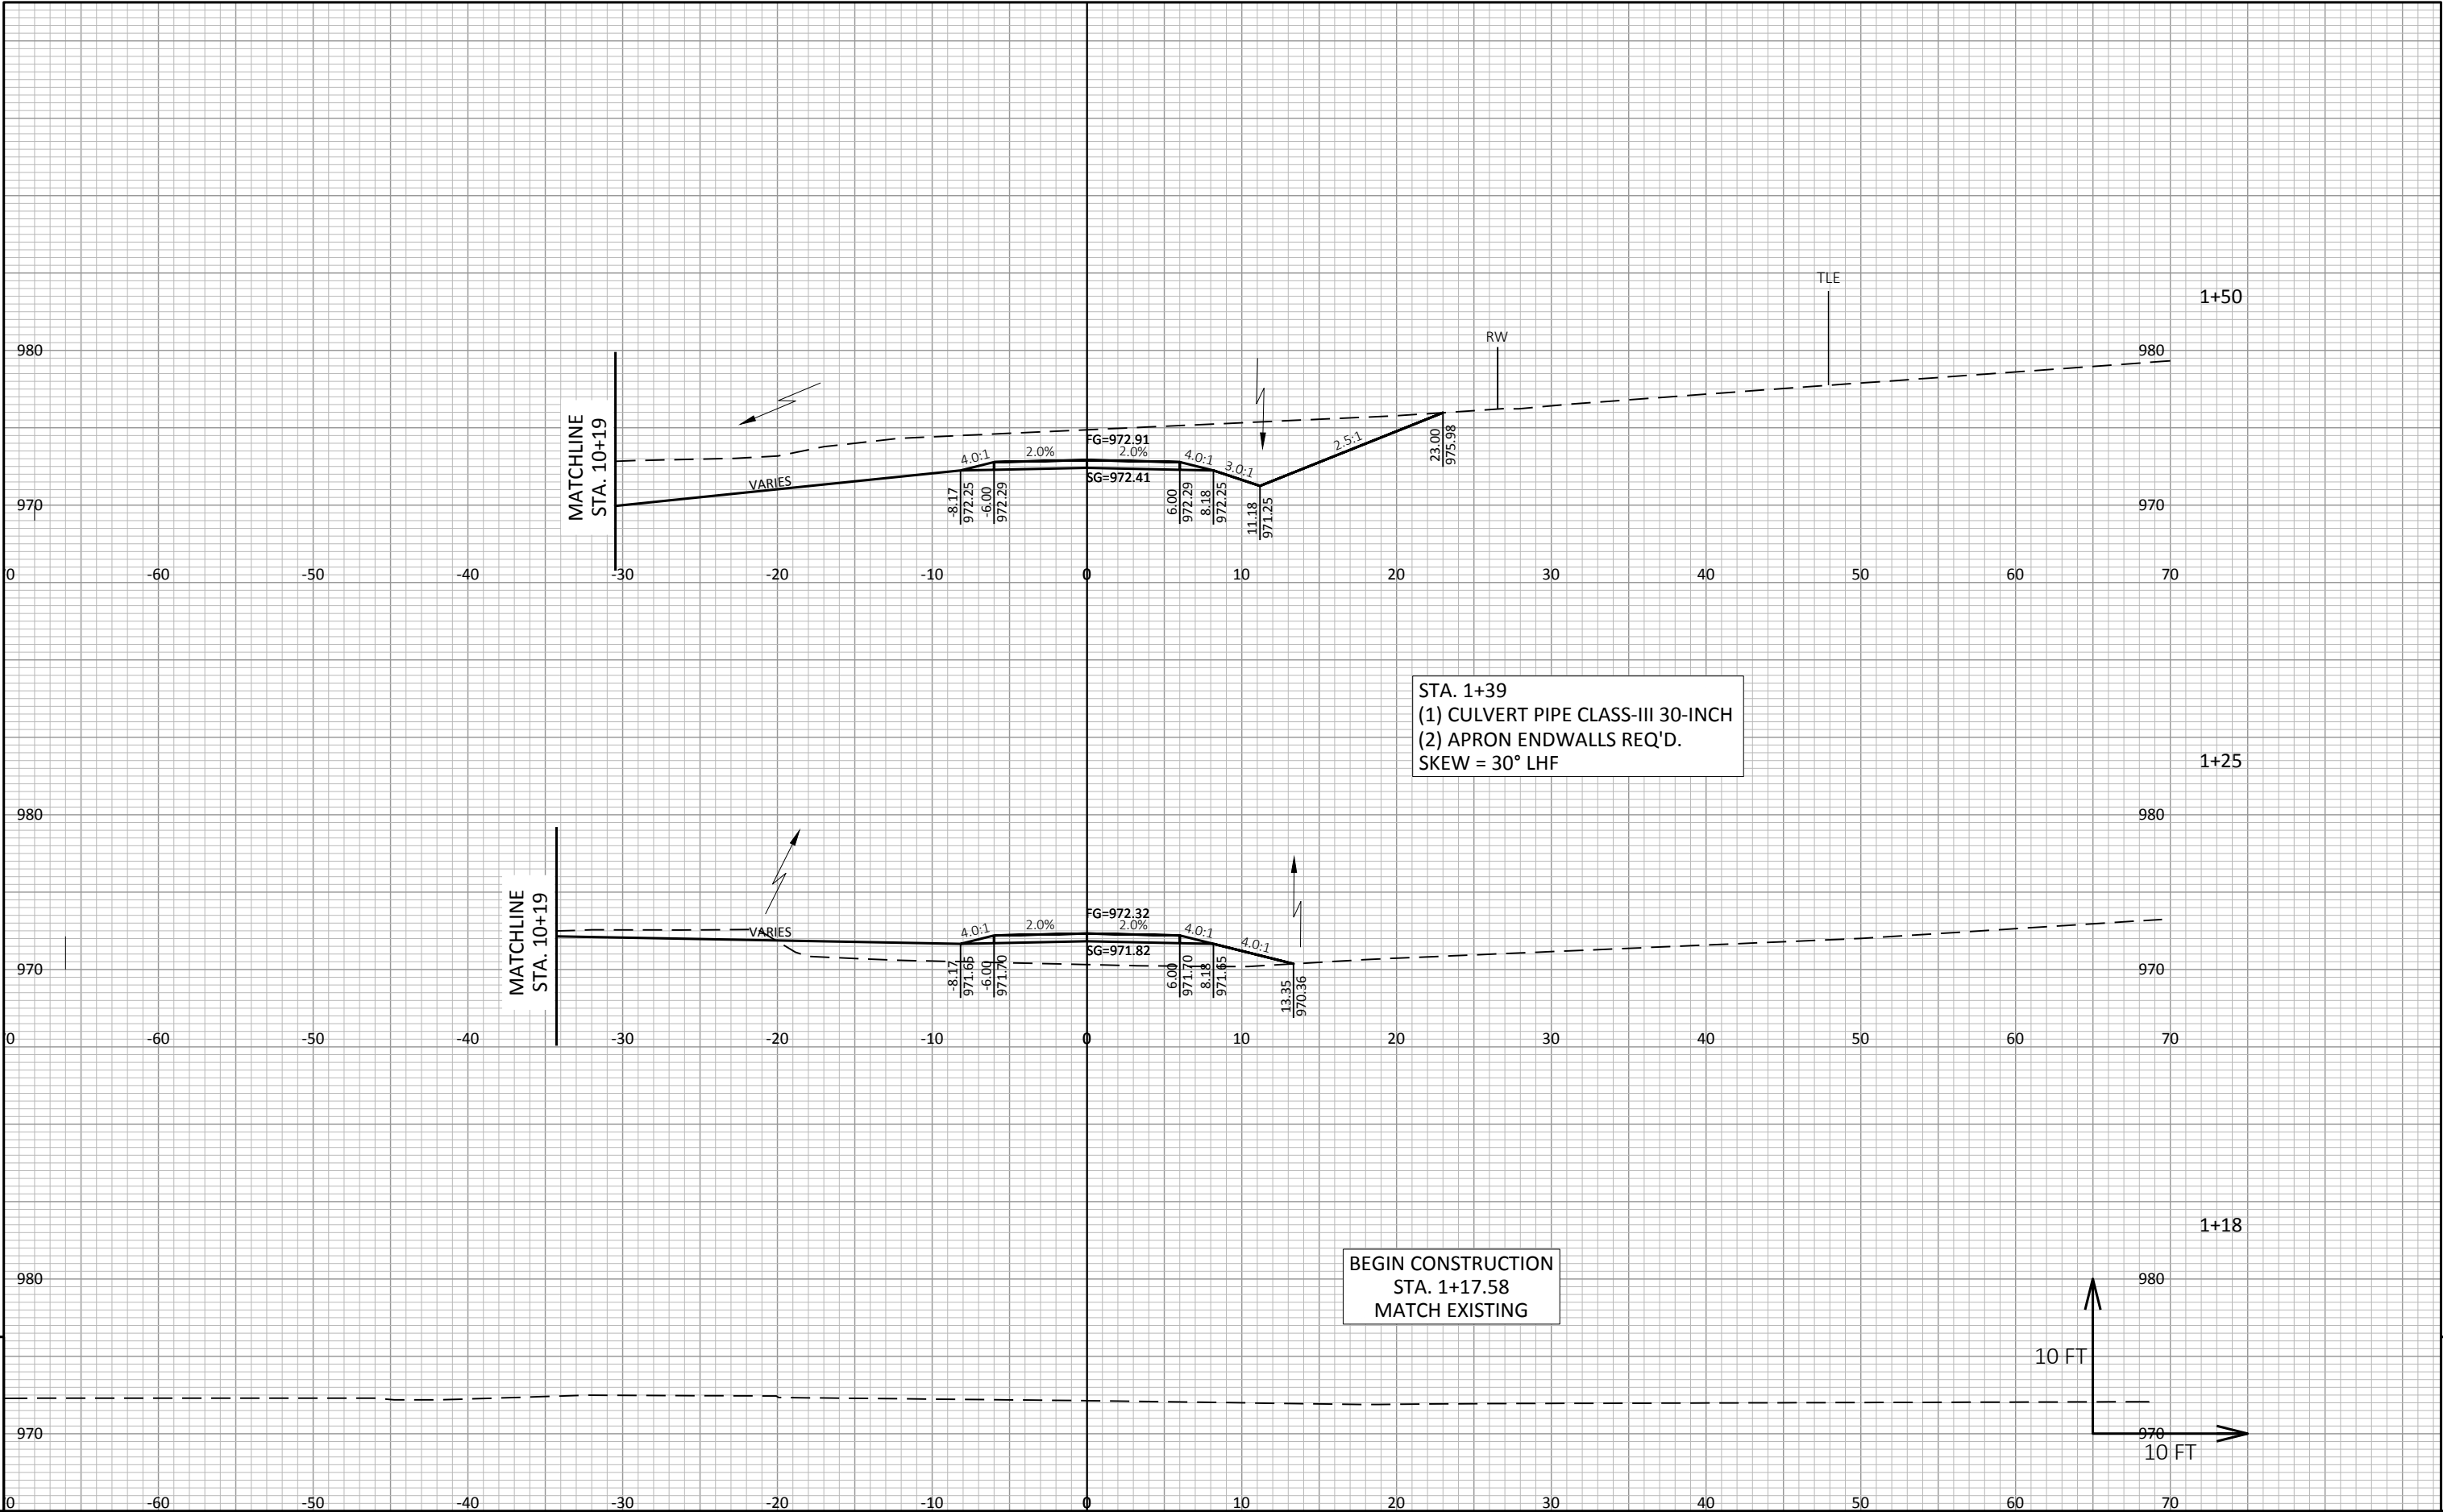 1+50
TLE
RW
980
980
MATCHLINE
STA. 10+19
FG=972.91
4.0:1
2.0%
2.0%
4.0:1
3.0:1
2.5:1
VARIES
SG=972.41
-8.17
972.25
-6.00
972.29
6.00
972.29
8.18
972.25
11.18
971.25
23.00
975.98
970
970
0 -60 -50 -40 -30 -20 -10 0 10 20 30 40 50 60 70
STA. 1+39
(1) CULVERT PIPE CLASS-III 30-INCH
(2) APRON ENDWALLS REQ'D.
SKEW = 30° LHF
1+25
980
980
MATCHLINE
STA. 10+19
FG=972.32
4.0:1
2.0%
2.0%
4.0:1
4.0:1
VARIES
SG=971.82
-8.17
971.65
-6.00
971.70
6.00
971.70
8.18
971.65
13.35
970.36
970
970
0 -60 -50 -40 -30 -20 -10 0 10 20 30 40 50 60 70
1+18
BEGIN CONSTRUCTION
STA. 1+17.58
MATCH EXISTING
980
980
10 FT
970
970
10 FT
0 -60 -50 -40 -30 -20 -10 0 10 20 30 40 50 60 70